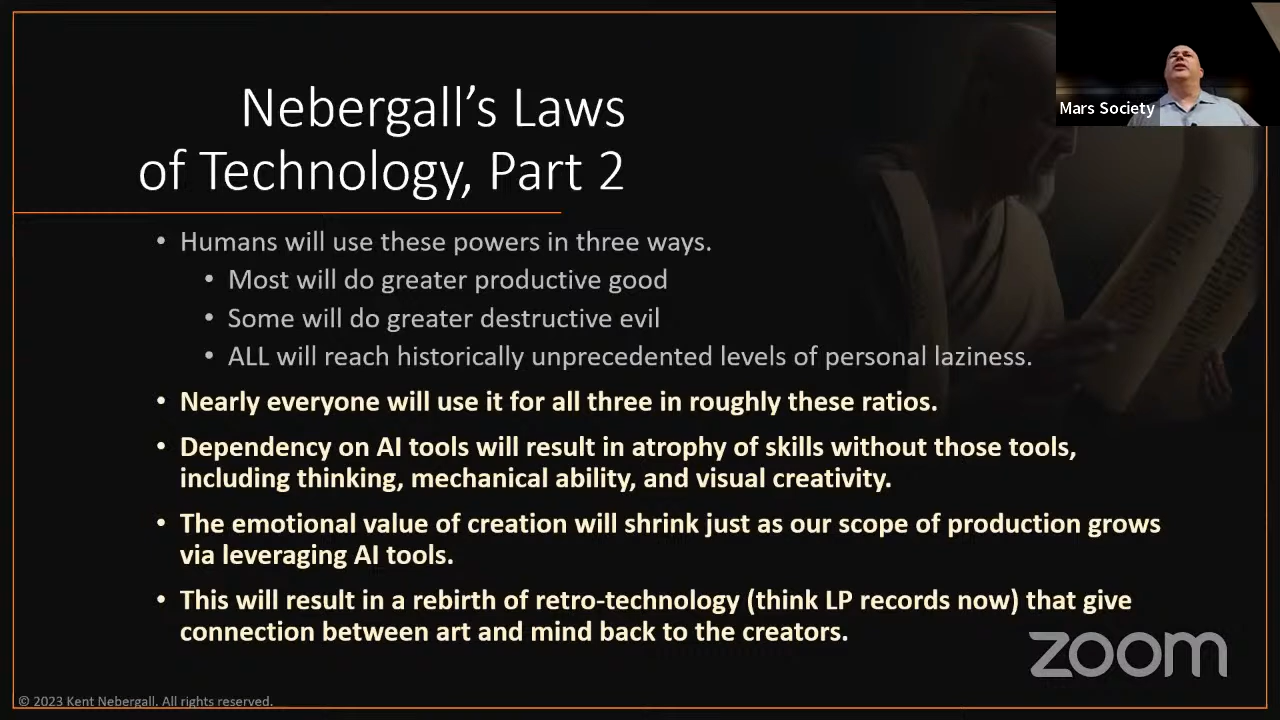 Mars Society
Nebergall’s Laws
of Technology, Part 2
• Humans will use these powers in three ways.
• Most will do greater productive good
• Some will do greater destructive evil
• ALL will reach historically unprecedented levels of personal laziness.
• Nearly everyone will use it for all three in roughly these ratios.
• Dependency on AI tools will result in atrophy of skills without those tools,
including thinking, mechanical ability, and visual creativity.
• The emotional value of creation will shrink just as our scope of production grows
via leveraging AI tools.
• This will result in a rebirth of retro-technology (think LP records now) that give
connection between art and mind back to the creators.
zoom
© 2023 Kent Nebergall. All rights reserved.